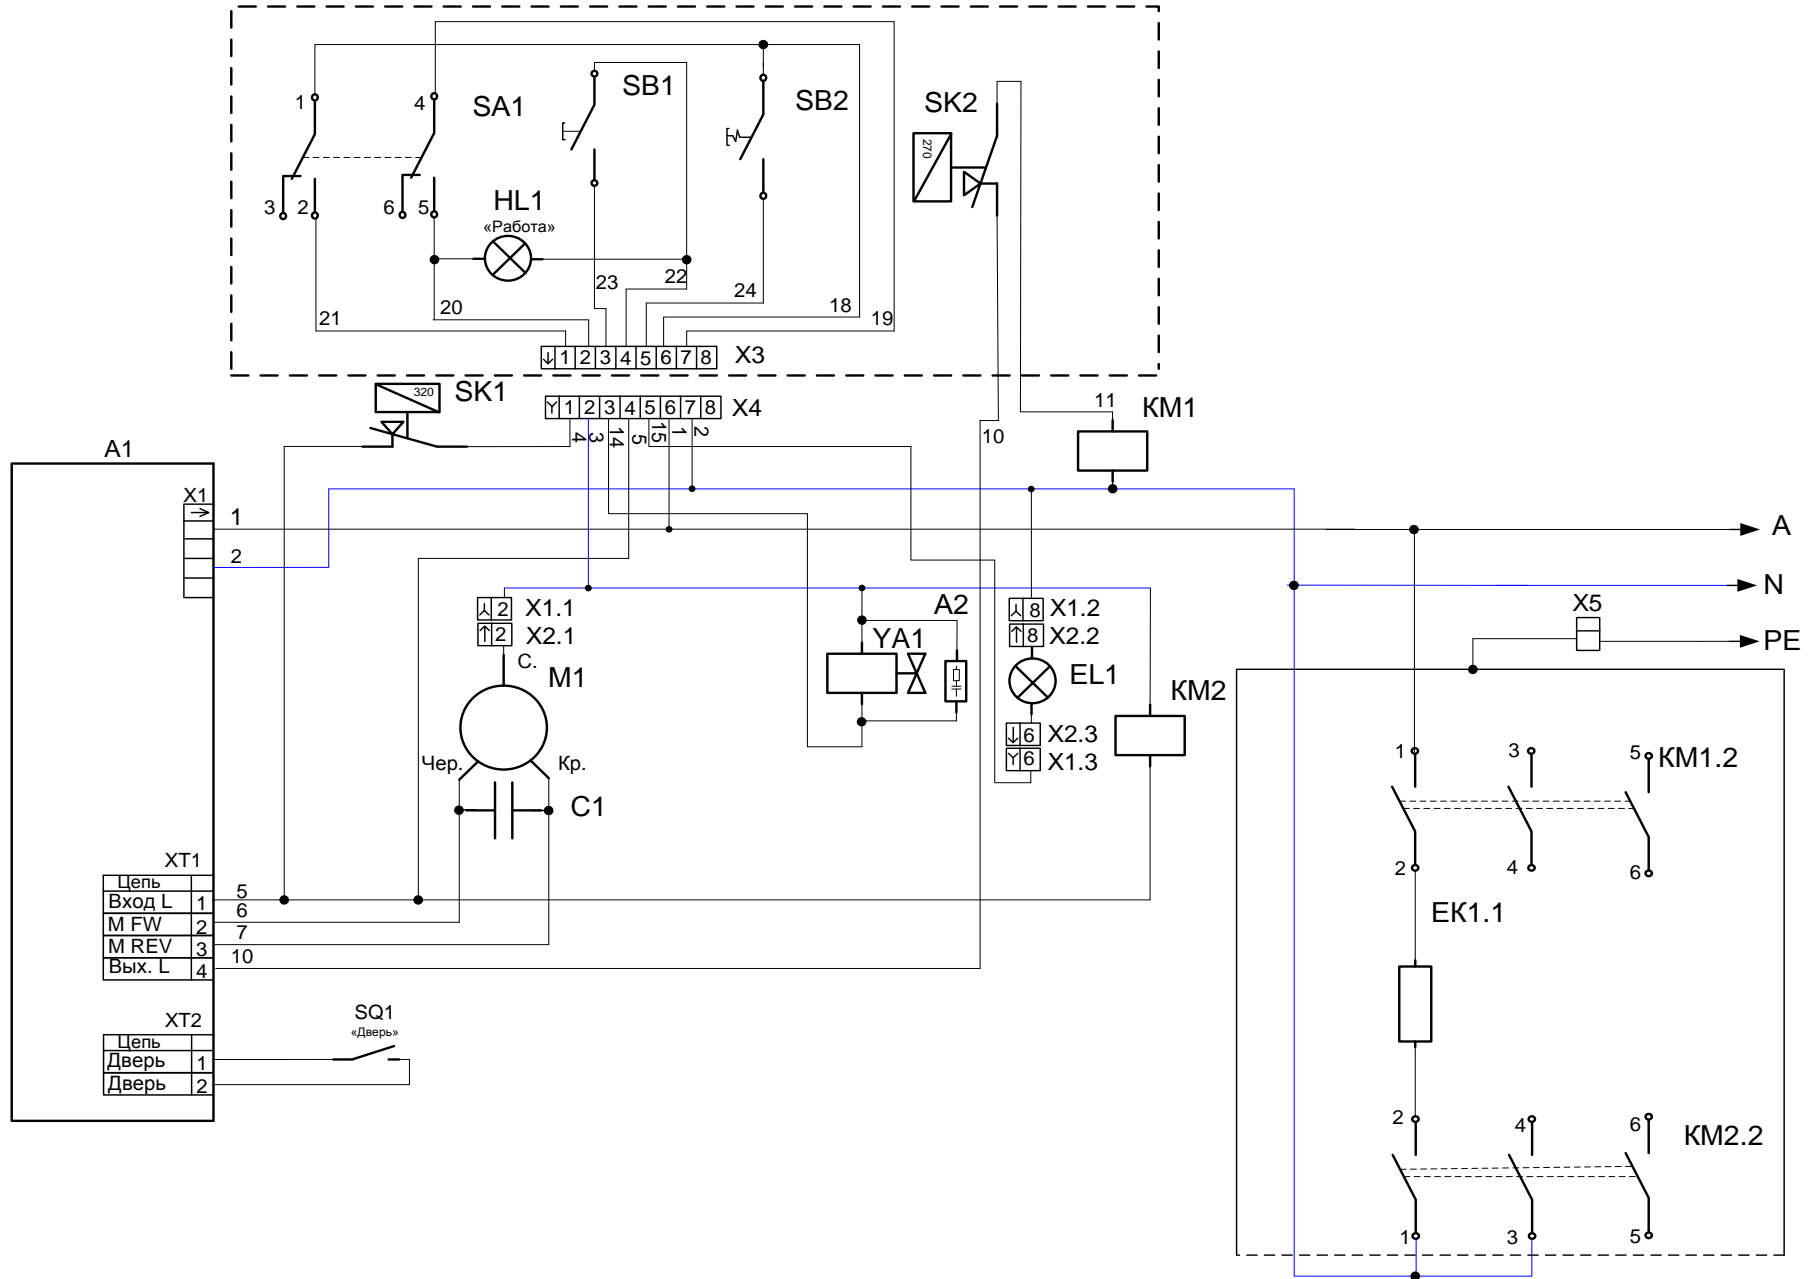 SA1
SB1
SB2
SK2
270
1
4
3
2
6
5
HL1
«Работа»
21
20
23
22
24
18
19
1 2 3 4 5 6 7 8
X3
320
SK1
1 2 3 4 5 6 7 8
X4
4 3 14 5 15 1 2
10
11
КМ1
A1
X1
1
2
A
N
X5
PE
2 X1.1
2 X2.1
С.
М1
Чер.
Кр.
C1
A2
YA1
8 X1.2
8 X2.2
EL1
6 X2.3
6 X1.3
КМ2
XT1
Цепь
Вход L 1
5
М FW 2
6
М REV 3
7
Вых. L 4
10
XT2
Цепь
Дверь 1
Дверь 2
SQ1
«Дверь»
1
3
5
КМ1.2
2
4
6
ЕК1.1
2
4
6
КМ2.2
1
3
5